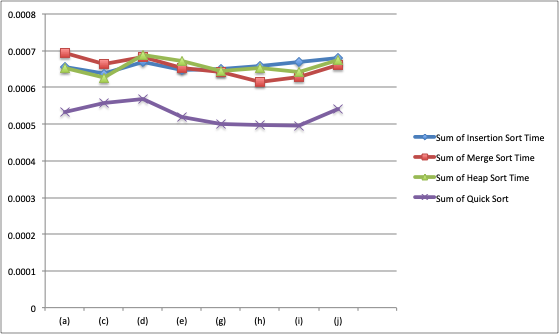 0.0008
0.0007
0.0006
0.0005
0.0004
0.0003
0.0002
0.0001
0
(a) (c) (d) (e) (g) (h) (i) (j)
Sum of Insertion Sort Time
Sum of Merge Sort Time
Sum of Heap Sort Time
Sum of Quick Sort